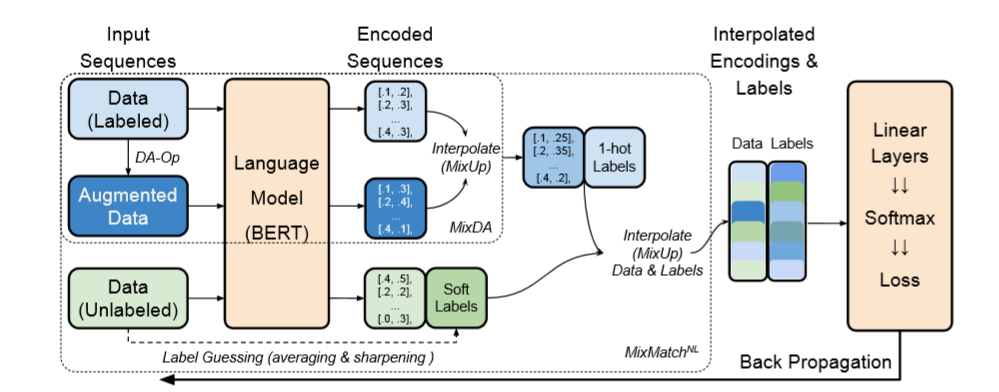 Input
Sequences
Encoded
Sequences
Interpolated
Encodings &
Labels
Data
(Labeled)
DA-Op
Augmented
Data
Data
(Unlabeled)
Language
Model
(BERT)
[.1, .2],
[.2, .3],
...
[.4, .3],
[.1, .3],
[.2, .4],
...
[.4, .1],
Interpolate
(MixUp)
MixDA
[.4, .5],
[.2, .2],
...
[.0, .3],
Soft
Labels
Label Guessing (averaging & sharpening )
[.1, .25],
[.2, .35],
...
[.4, .2],
1-hot
Labels
Interpolate
(MixUp)
Data & Labels
MixMatchNL
Data Labels
Linear
Layers
↓↓
Softmax
↓↓
Loss
Back Propagation